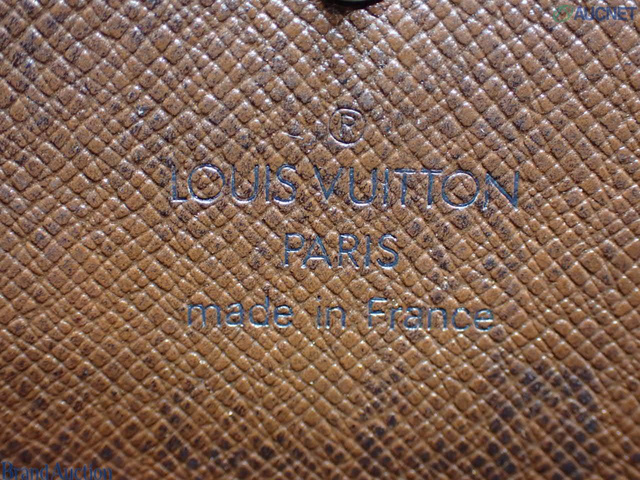 AUCNET
®
LOUIS VUITTON
PARIS
made in France
Brand Auction